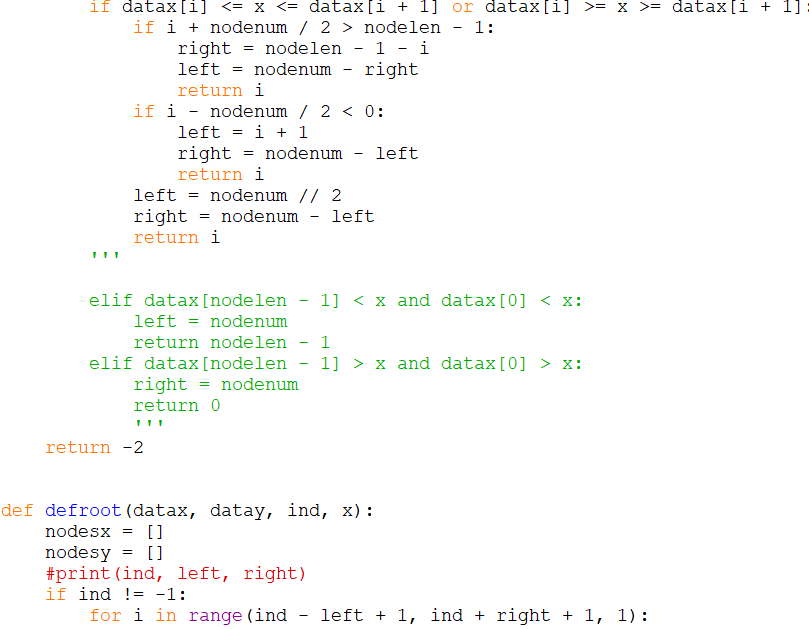 if datax[i] <= x <= datax[i + 1] or datax[i] >= x >= datax[i + 1]:
if i + nodenum / 2 > nodelen - 1:
right = nodelen - 1 - i
left = nodenum - right
return i
if i - nodenum / 2 < 0:
left = i + 1
right = nodenum - left
return i
left = nodenum // 2
right = nodenum - left
return i
'''
elif datax[nodelen - 1] < x and datax[0] < x:
left = nodenum
return nodelen - 1
elif datax[nodelen - 1] > x and datax[0] > x:
right = nodenum
return 0
'''
return -2
def defroot(datax, datay, ind, x):
nodesx = []
nodesy = []
#print(ind, left, right)
if ind != -1:
for i in range(ind - left + 1, ind + right + 1, 1):